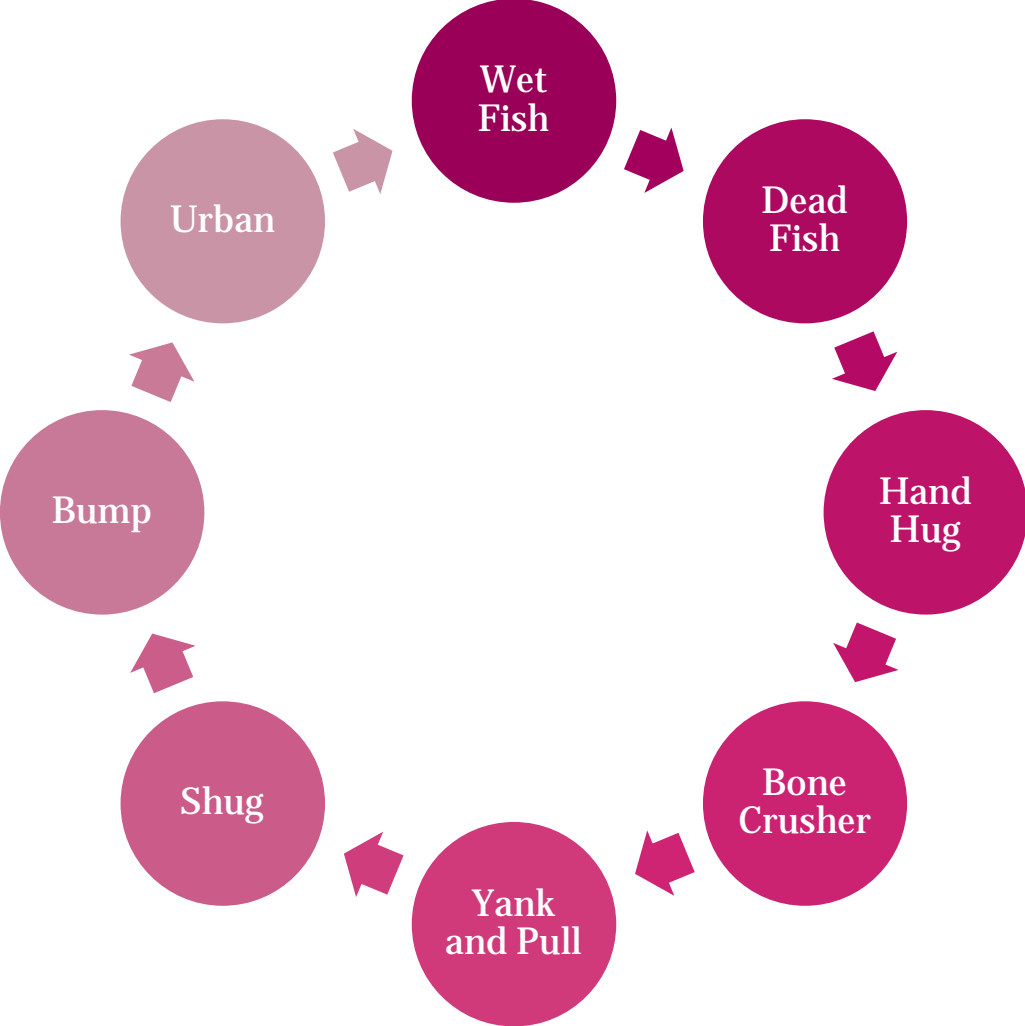 Wet
Fish
Dead
Fish
Hand
Hug
Bone
Crusher
Yank
and Pull
Shug
Bump
Urban